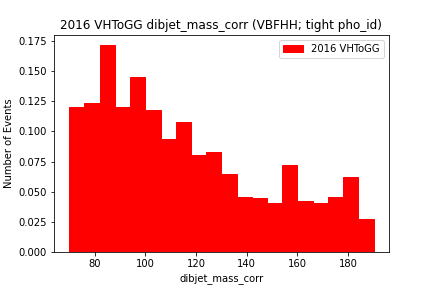 2016 VHToGG dibjet_mass_corr (VBFHH; tight pho_id)
2016 VHToGG
0.175
0.150
0.125
0.100
0.075
0.050
0.025
0.000
Number of Events
80 100 120 140 160 180
dibjet_mass_corr